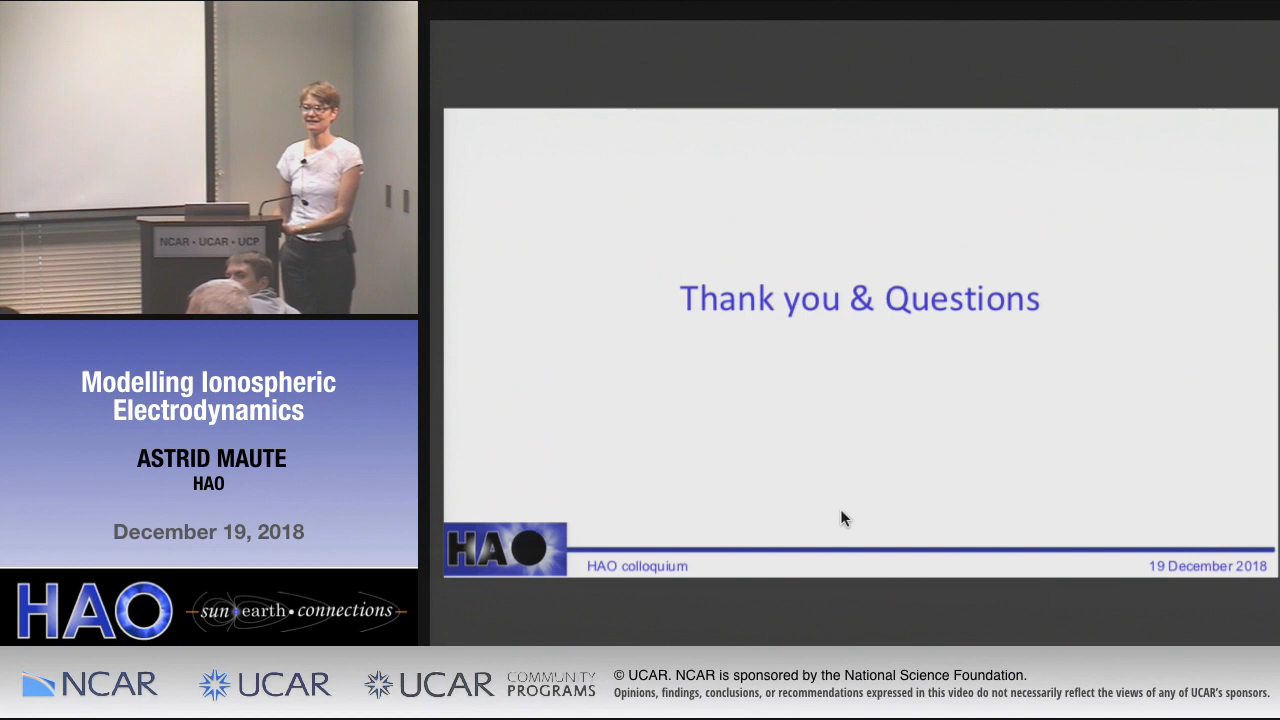 NCAR • UCAR • UCP
Thank you & Questions
HAO
HAO colloquium
19 December 2018
Modelling Ionospheric
Electrodynamics
ASTRID MAUTE
HAO
December 19, 2018
HAO
sun•earth•connections
NCAR
UCAR
UCAR
COMMUNITY
PROGRAMS
© UCAR. NCAR is sponsored by the National Science Foundation.
Opinions, findings, conclusions, or recommendations expressed in this video do not necessarily reflect the views of any of UCAR's sponsors.